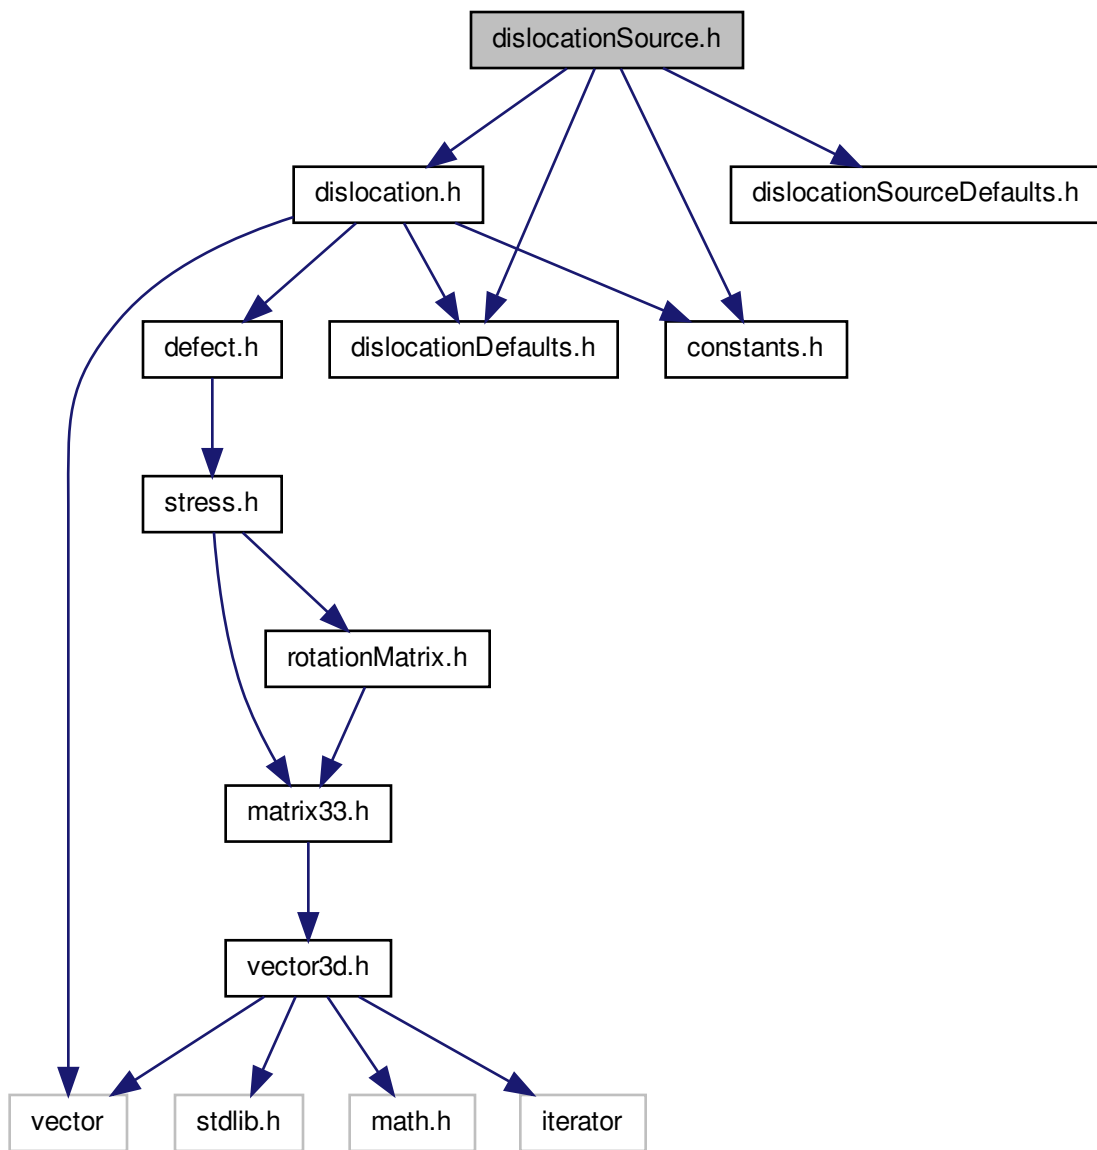 dislocationSource.h
dislocation.h
dislocationSourceDefaults.h
defect.h
dislocationDefaults.h
constants.h
stress.h
rotationMatrix.h
matrix33.h
vector3d.h
vector
stdlib.h
math.h
iterator